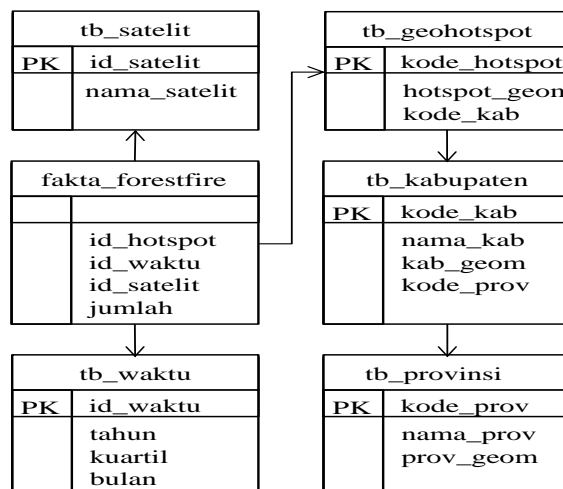 tb_satelit
PK id_satelit
nama_satelit
fakta_forestfire
id_hotspot
id_waktu
id_satelit
jumlah
tb_waktu
PK id_waktu
tahun
kuartil
bulan
tb_geohotspot
PK kode_hotspot
hotspot_geom
kode_kab
tb_kabupaten
PK kode_kab
nama_kab
kab_geom
kode_prov
tb_provinsi
PK kode_prov
nama_prov
prov_geom